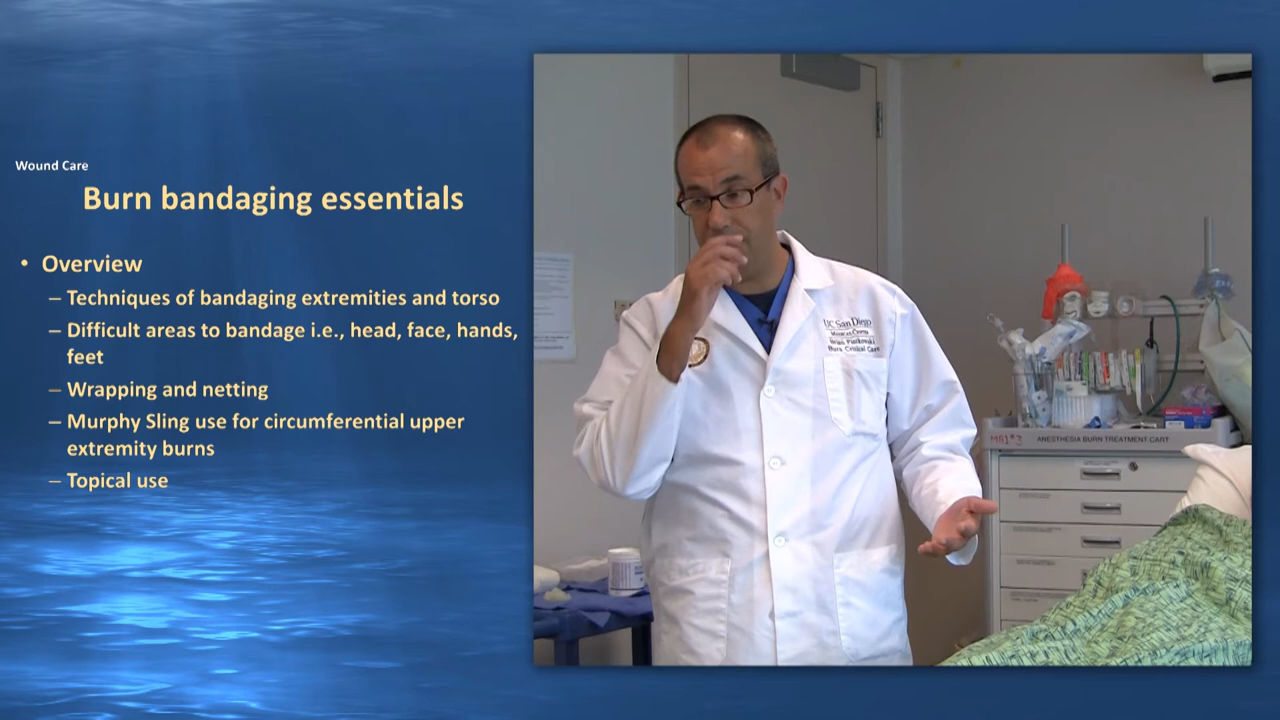 Wound Care
Burn bandaging essentials
• Overview
– Techniques of bandaging extremities and torso
– Difficult areas to bandage i.e., head, face, hands,
feet
– Wrapping and netting
– Murphy Sling use for circumferential upper
extremity burns
– Topical use
UC San Diego
Medical Center
Burn Critical Care
ANESTHESIA BURN TREATMENT CART